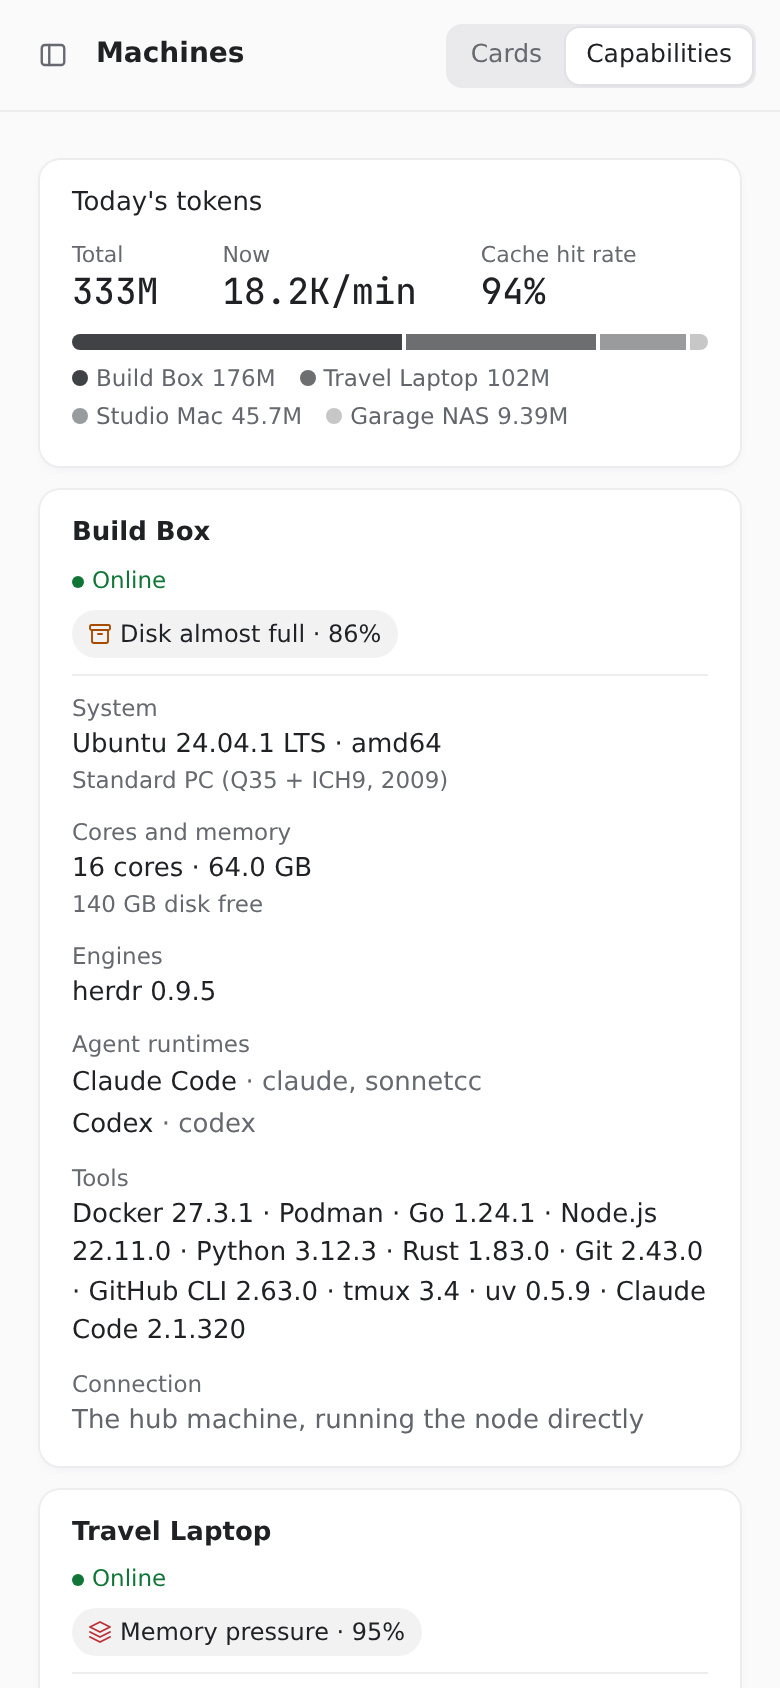 Machines
Cards
Capabilities
Today's tokens
Total
Now
Cache hit rate
333M
18.2K/min
94%
Build Box 176M
Travel Laptop 102M
Studio Mac 45.7M
Garage NAS 9.39M
Build Box
Online
Disk almost full · 86%
System
Ubuntu 24.04.1 LTS · amd64
Standard PC (Q35 + ICH9, 2009)
Cores and memory
16 cores · 64.0 GB
140 GB disk free
Engines
herdr 0.9.5
Agent runtimes
Claude Code · claude, sonnetcc
Codex · codex
Tools
Docker 27.3.1 · Podman · Go 1.24.1 · Node.js
22.11.0 · Python 3.12.3 · Rust 1.83.0 · Git 2.43.0
· GitHub CLI 2.63.0 · tmux 3.4 · uv 0.5.9 · Claude
Code 2.1.320
Connection
The hub machine, running the node directly
Travel Laptop
Online
Memory pressure · 95%